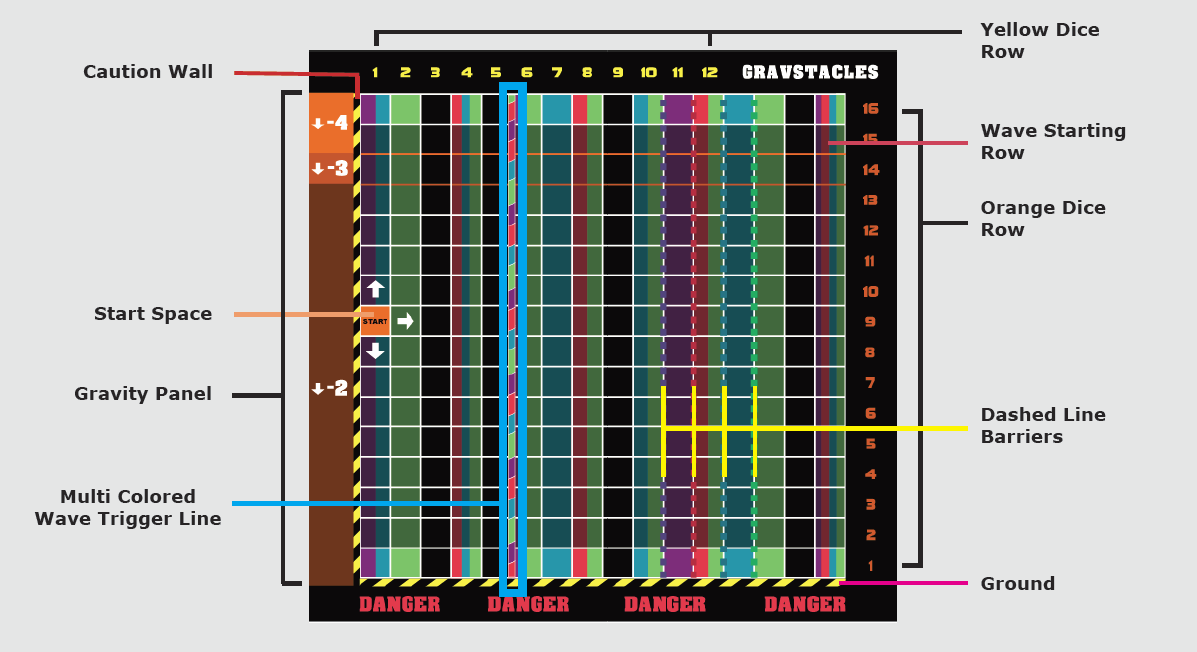 Yellow Dice
Row
Caution Wall
1 2 3 4 5 6 7 8 9 10 11 12 GRAVSTACLES
16
-4
Wave Starting
Row
15
-3
14
Orange Dice
Row
13
12
11
10
Start Space
START
9
8
Gravity Panel
-2
7
6
Dashed Line
Barriers
5
4
Multi Colored
Wave Trigger Line
3
2
1
Ground
DANGER DANGER DANGER DANGER